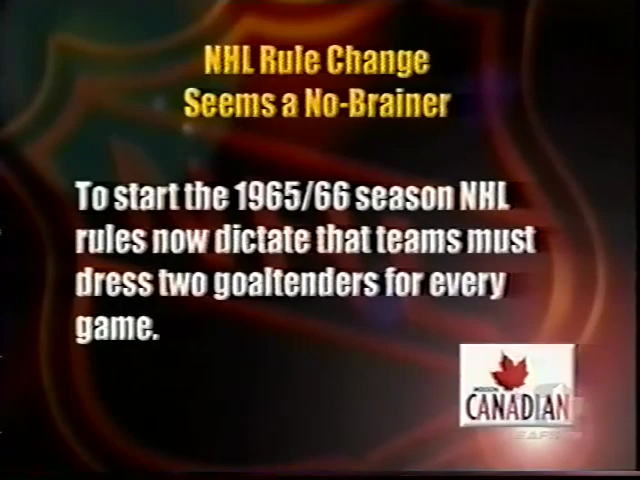 NHL Rule Change
Seems a No-Brainer
To start the 1965/66 season NHL
rules now dictate that teams must
dress two goaltenders for every
game.
MOLSON
CANADIAN